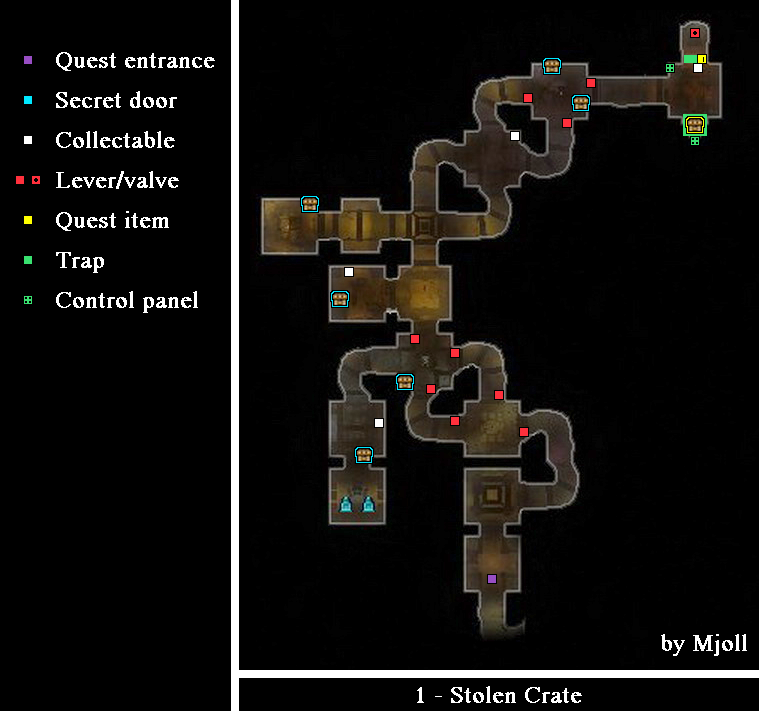 Quest entrance
Secret door
Collectable
Lever/valve
Quest item
Trap
Control panel
by Mjoll
1 - Stolen Crate